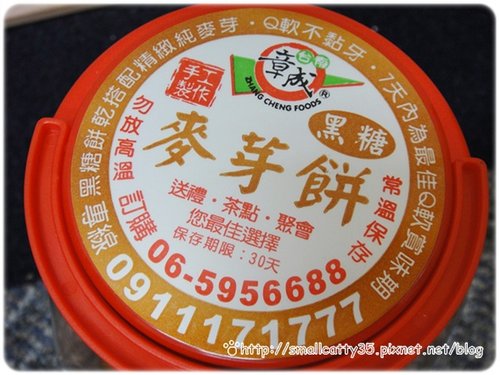 黑糖餅乾搭配精緻純麥芽，Q軟不黏牙，7天內為最佳Q軟賞味期
台南
章成®
ZHANG CHENG FOODS
手工
製作
黑糖
麥芽餅
勿放高溫
常溫保存
送禮・茶點・聚會
您最佳選擇
保存期限：30天
訂購
專線
06-5956688
0911171777
http://smallcatty35.pixnet.net/blog